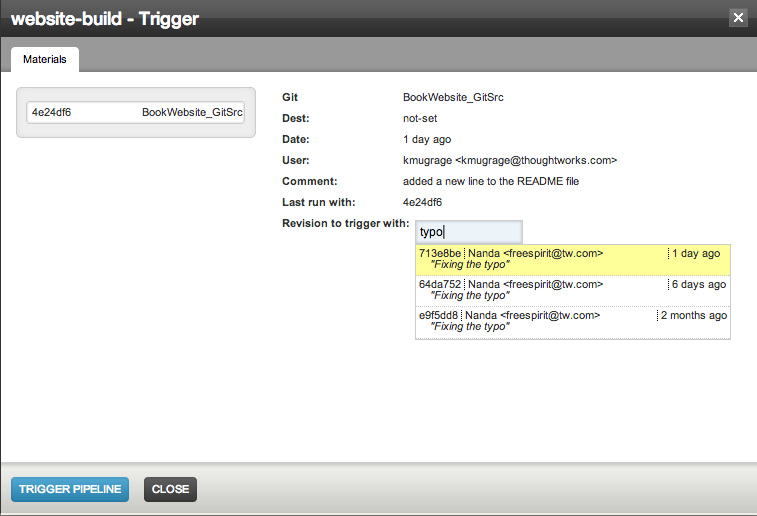 website-build - Trigger
Materials
4e24df6 BookWebsite_GitSrc
Git BookWebsite_GitSrc
Dest: not-set
Date: 1 day ago
User: kmugrage <kmugrage@thoughtworks.com>
Comment: added a new line to the README file
Last run with: 4e24df6
Revision to trigger with: typo
713e8be Nanda <freespirit@tw.com> 1 day ago
"Fixing the typo"
64da752 Nanda <freespirit@tw.com> 6 days ago
"Fixing the typo"
e9f5dd8 Nanda <freespirit@tw.com> 2 months ago
"Fixing the typo"
TRIGGER PIPELINE CLOSE